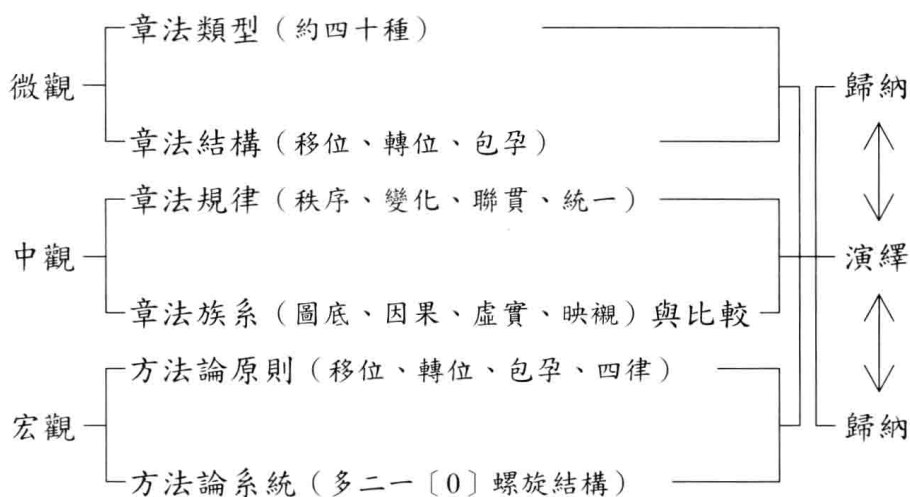 章法類型（約四十種）
微觀
歸納
章法結構（移位、轉位、包孕）
章法規律（秩序、變化、聯貫、統一）
中觀
演繹
章法族系（圖底、因果、虛實、映襯）與比較
方法論原則（移位、轉位、包孕、四律）
宏觀
歸納
方法論系統（多二一〔0〕螺旋結構）